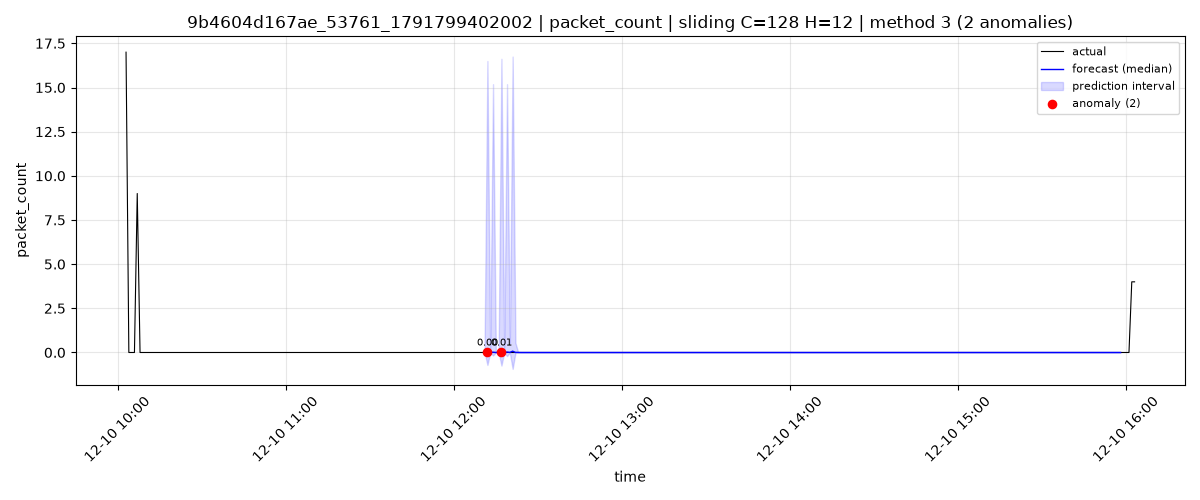 9b4604d167ae_53761_1791799402002 | packet_count | sliding C=128 H=12 | method 3 (2 anomalies)
actual
forecast (median)
prediction interval
anomaly (2)
packet_count
17.5
15.0
12.5
10.0
7.5
5.0
2.5
0.0
0.01
12-10 10:00
12-10 11:00
12-10 12:00
12-10 13:00
12-10 14:00
12-10 15:00
12-10 16:00
time